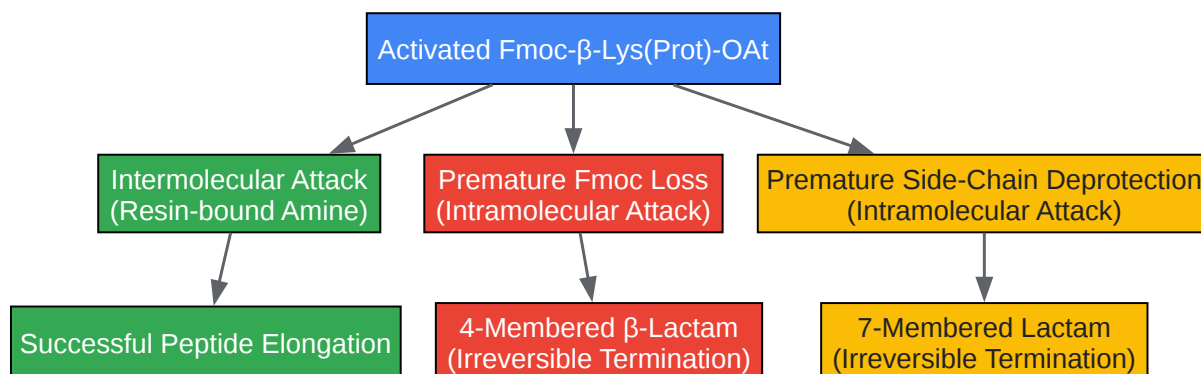 Activated Fmoc-β-Lys(Prot)-OAt
Intermolecular Attack
(Resin-bound Amine)
Premature Fmoc Loss
(Intramolecular Attack)
Premature Side-Chain Deprotection
(Intramolecular Attack)
Successful Peptide Elongation
4-Membered β-Lactam
(Irreversible Termination)
7-Membered Lactam
(Irreversible Termination)